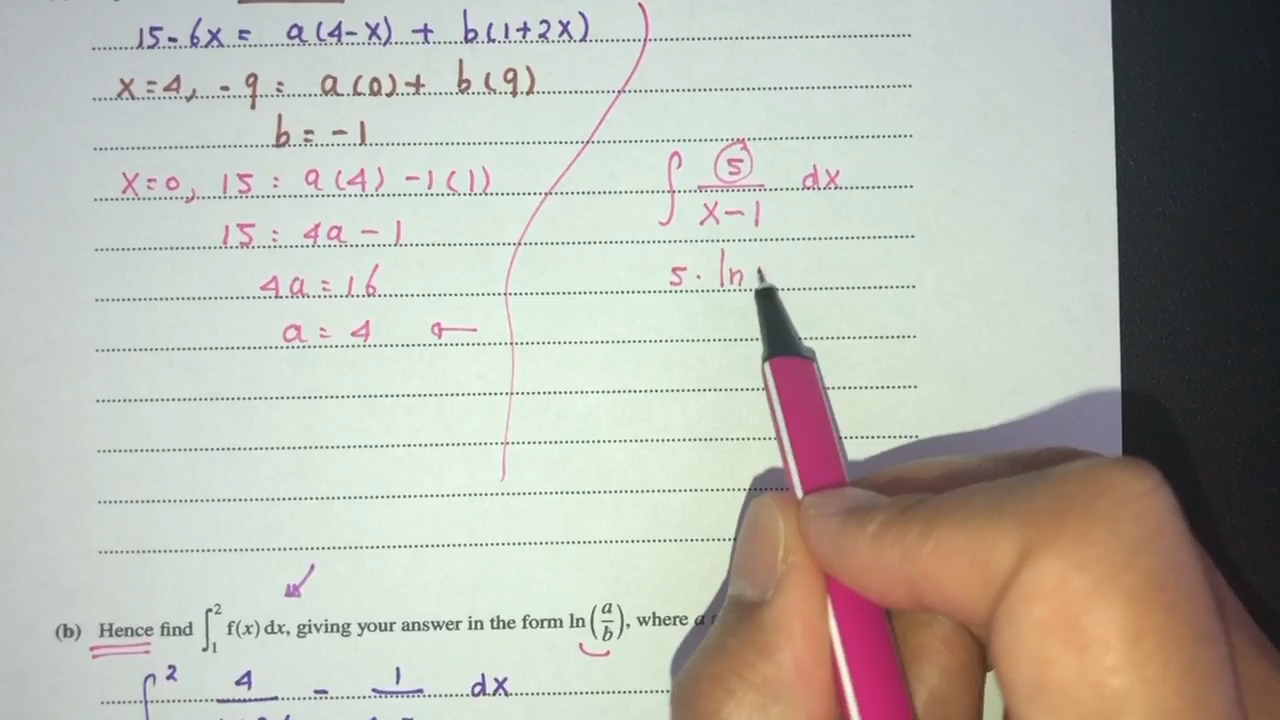 15-6x = a(4-x) + b(1+2x)
x=4, -9 = a(0)+ b(9)
b = -1
x=0, 15 = a(4) -1(1)
15 = 4a - 1
4a = 16
a = 4 ←
∫ 5/(x-1) dx
5. ln
(b) Hence find ∫₁² f(x) dx, giving your answer in the form ln(a/b), where a
∫² 4 - 1 dx